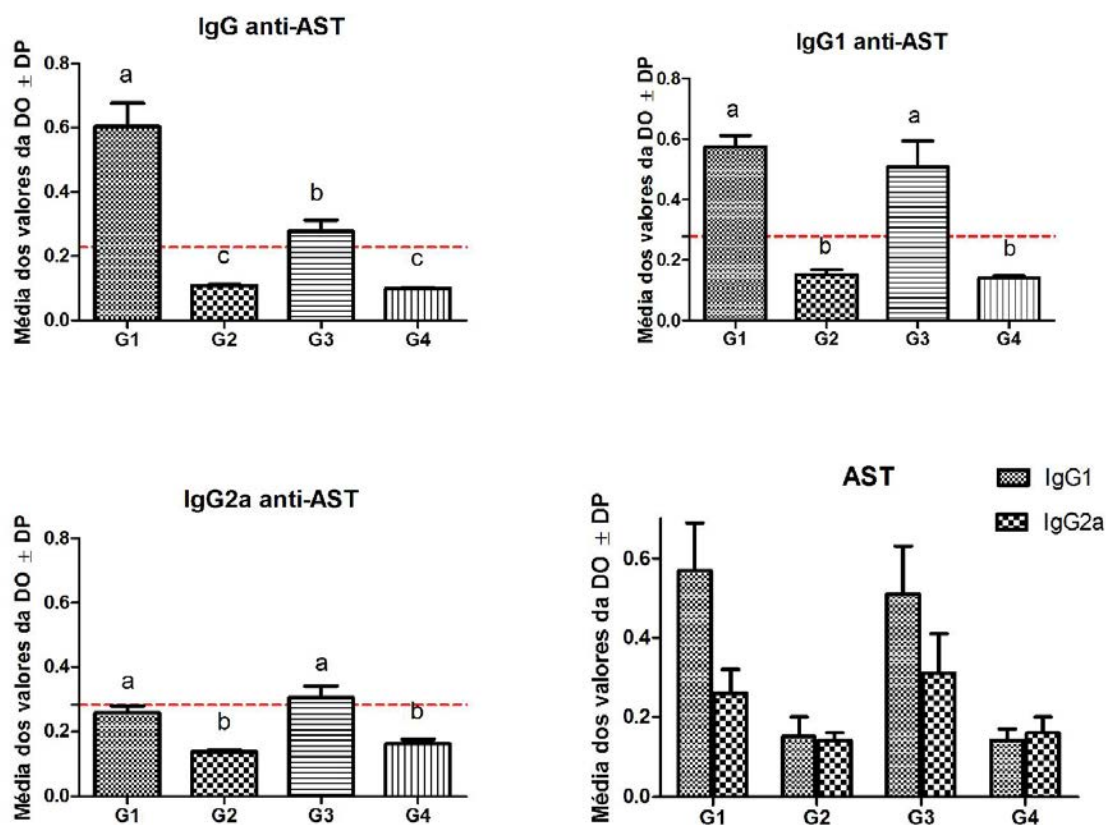 IgG anti-AST
Média dos valores da DO ± DP
0.8
0.6
0.4
0.2
0.0
a
c
b
c
G1
G2
G3
G4
IgG1 anti-AST
Média dos valores da DO ± DP
0.8
0.6
0.4
0.2
0.0
a
b
a
b
G1
G2
G3
G4
IgG2a anti-AST
Média dos valores da DO ± DP
0.8
0.6
0.4
0.2
0.0
a
b
a
b
G1
G2
G3
G4
AST
IgG1
IgG2a
Média dos valores da DO ± DP
0.6
0.4
0.2
0.0
G1
G2
G3
G4